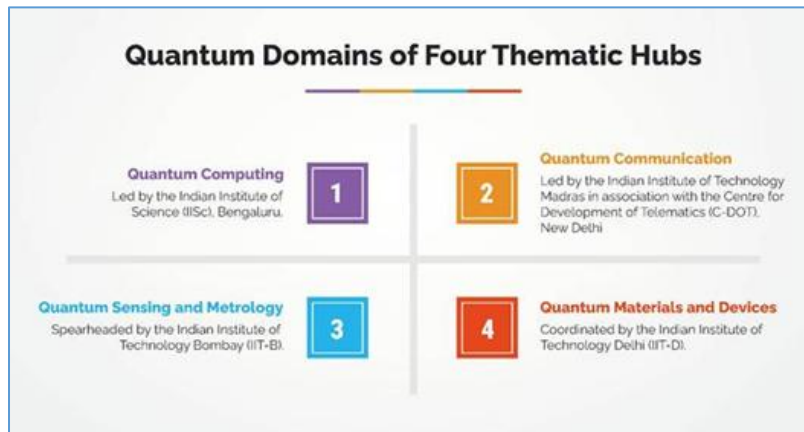 Quantum Domains of Four Thematic Hubs
Quantum Computing
Led by the Indian Institute of
Science (IISc), Bengaluru.
1
2
Quantum Communication
Led by the Indian Institute of Technology
Madras in association with the Centre for
Development of Telematics (C-DOT),
New Delhi
Quantum Sensing and Metrology
Spearheaded by the Indian Institute of
Technology Bombay (IIT-B).
3
4
Quantum Materials and Devices
Coordinated by the Indian Institute of
Technology Delhi (IIT-D).